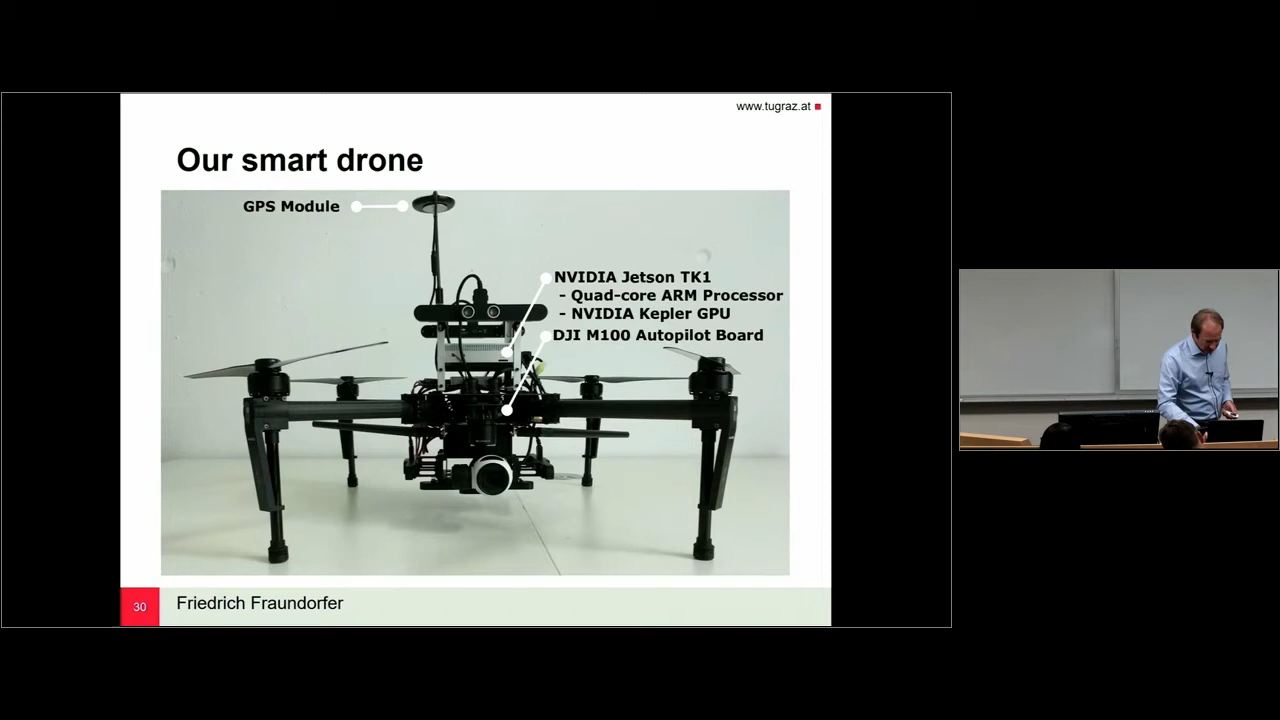 www.tugraz.at
Our smart drone
GPS Module
NVIDIA Jetson TK1
- Quad-core ARM Processor
- NVIDIA Kepler GPU
DJI M100 Autopilot Board
30
Friedrich Fraundorfer